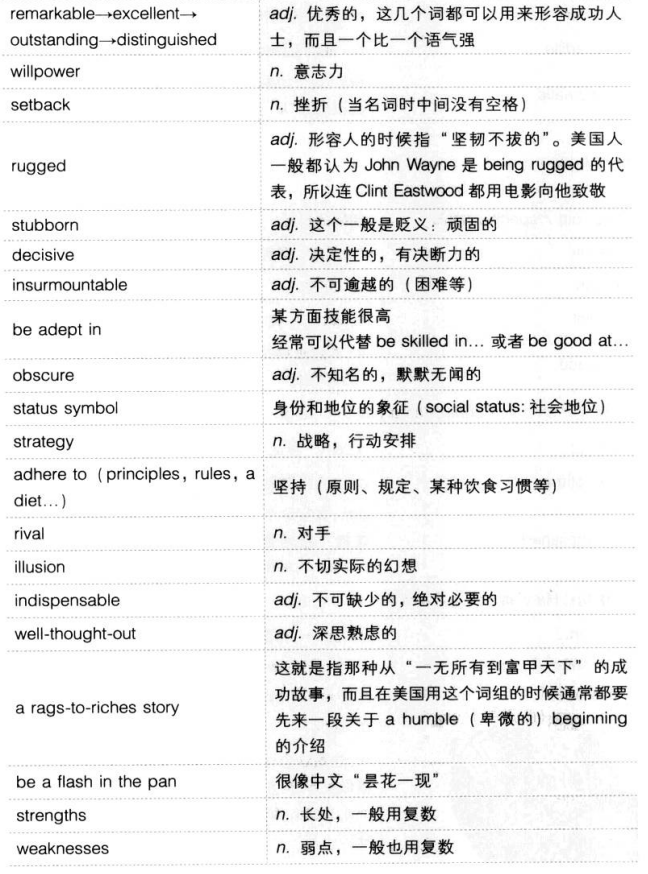 remarkable→excellent→
outstanding→distinguished
adj. 优秀的，这几个词都可以用来形容成功人
士，而且一个比一个语气强
willpower
n. 意志力
setback
n. 挫折（当名词时中间没有空格）
rugged
adj. 形容人的时候指“坚韧不拔的”。美国人
一般都认为 John Wayne 是 being rugged 的代
表，所以连 Clint Eastwood 都用电影向他致敬
stubborn
adj. 这个一般是贬义：顽固的
decisive
adj. 决定性的，有决断力的
insurmountable
adj. 不可逾越的（困难等）
be adept in
某方面技能很高
经常可以代替 be skilled in… 或者 be good at…
obscure
adj. 不知名的，默默无闻的
status symbol
身份和地位的象征（social status: 社会地位）
strategy
n. 战略，行动安排
adhere to（principles，rules，a
diet…）
坚持（原则、规定、某种饮食习惯等）
rival
n. 对手
illusion
n. 不切实际的幻想
indispensable
adj. 不可缺少的，绝对必要的
well-thought-out
adj. 深思熟虑的
a rags-to-riches story
这就是指那种从“一无所有到富甲天下”的成
功故事，而且在美国用这个词组的时候通常都要
先来一段关于 a humble（卑微的）beginning
的介绍
be a flash in the pan
很像中文“昙花一现”
strengths
n. 长处，一般用复数
weaknesses
n. 弱点，一般也用复数